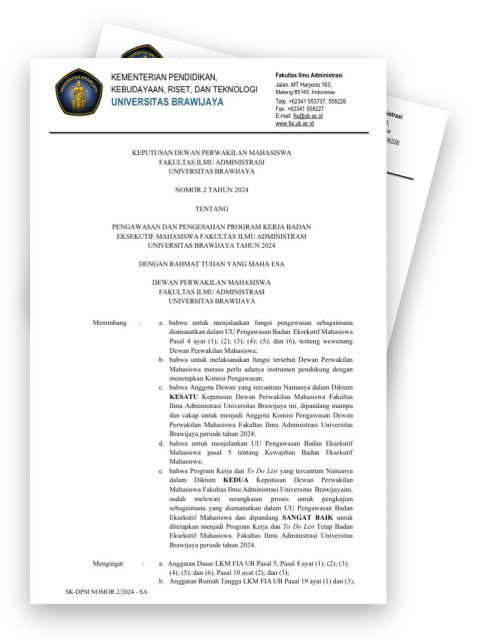 KEMENTERIAN PENDIDIKAN,
KEBUDAYAAN, RISET, DAN TEKNOLOGI
UNIVERSITAS BRAWIJAYA
Fakultas Ilmu Administrasi
Jalan. MT Haryono 163,
Malang 65145, Indonesia
Telp. +62341 553737, 558226
Fax. +62341 558227
E-mail: fia@ub.ac.id
www.fia.ub.ac.id
KEPUTUSAN DEWAN PERWAKILAN MAHASISWA
FAKULTAS ILMU ADMINISTRASI
UNIVERSITAS BRAWIJAYA
NOMOR 2 TAHUN 2024
TENTANG
PENGAWASAN DAN PENGESAHAN PROGRAM KERJA BADAN
EKSEKUTIF MAHASISWA FAKULTAS ILMU ADMINISTRASI
UNIVERSITAS BRAWIJAYA TAHUN 2024
DENGAN RAHMAT TUHAN YANG MAHA ESA
DEWAN PERWAKILAN MAHASISWA
FAKULTAS ILMU ADMINISTRASI
UNIVERSITAS BRAWIJAYA
Menimbang : a. bahwa untuk menjalankan fungsi pengawasan sebagaimana
diamanatkan dalam UU Pengawasan Badan Eksekutif Mahasiswa
Pasal 4 ayat (1); (2); (3); (4); (5); dan (6), tentang wewenang
Dewan Perwakilan Mahasiswa;
b. bahwa untuk melaksanakan fungsi tersebut Dewan Perwakilan
Mahasiswa merasa perlu adanya instrumen pendukung dengan
menetapkan Komisi Pengawasan;
c. bahwa Anggota Dewan yang tercantum Namanya dalam Diktum
KESATU Keputusan Dewan Perwakilan Mahasiswa Fakultas
Ilmu Administrasi Universitas Brawijaya ini, dipandang mampu
dan cakap untuk menjadi Anggota Komisi Pengawasan Dewan
Perwakilan Mahasiswa Fakultas Ilmu Administrasi Universitas
Brawijaya periode tahun 2024;
d. bahwa untuk menjalankan UU Pengawasan Badan Eksekutif
Mahasiswa pasal 5 tentang Kewajiban Badan Eksekutif
Mahasiswa;
e. bahwa Program Kerja dan To Do List yang tercantum Namanya
dalam Diktum KEDUA Keputusan Dewan Perwakilan
Mahasiswa Fakultas Ilmu Administrasi Universitas Brawijayaini,
sudah melewati serangkaian proses untuk pengkajian
sebagaimana yang diamanatkan dalam UU Pengawasan Badan
Eksekutif Mahasiswa dan dipandang SANGAT BAIK untuk
ditetapkan menjadi Program Kerja dan To Do List Tetap Badan
Eksekutif Mahasiswa. Fakultas Ilmu Administrasi Universitas
Brawijaya periode tahun 2024.
Mengingat : a. Anggaran Dasar LKM FIA UB Pasal 5, Pasal 8 ayat (1); (2); (3);
(4); (5); dan (6), Pasal 10 ayat (2); dan (3);
b. Anggaran Rumah Tangga LKM FIA UB Pasal 19 ayat (1) dan (3),
SK-DPM NOMOR 2/2024 - SA